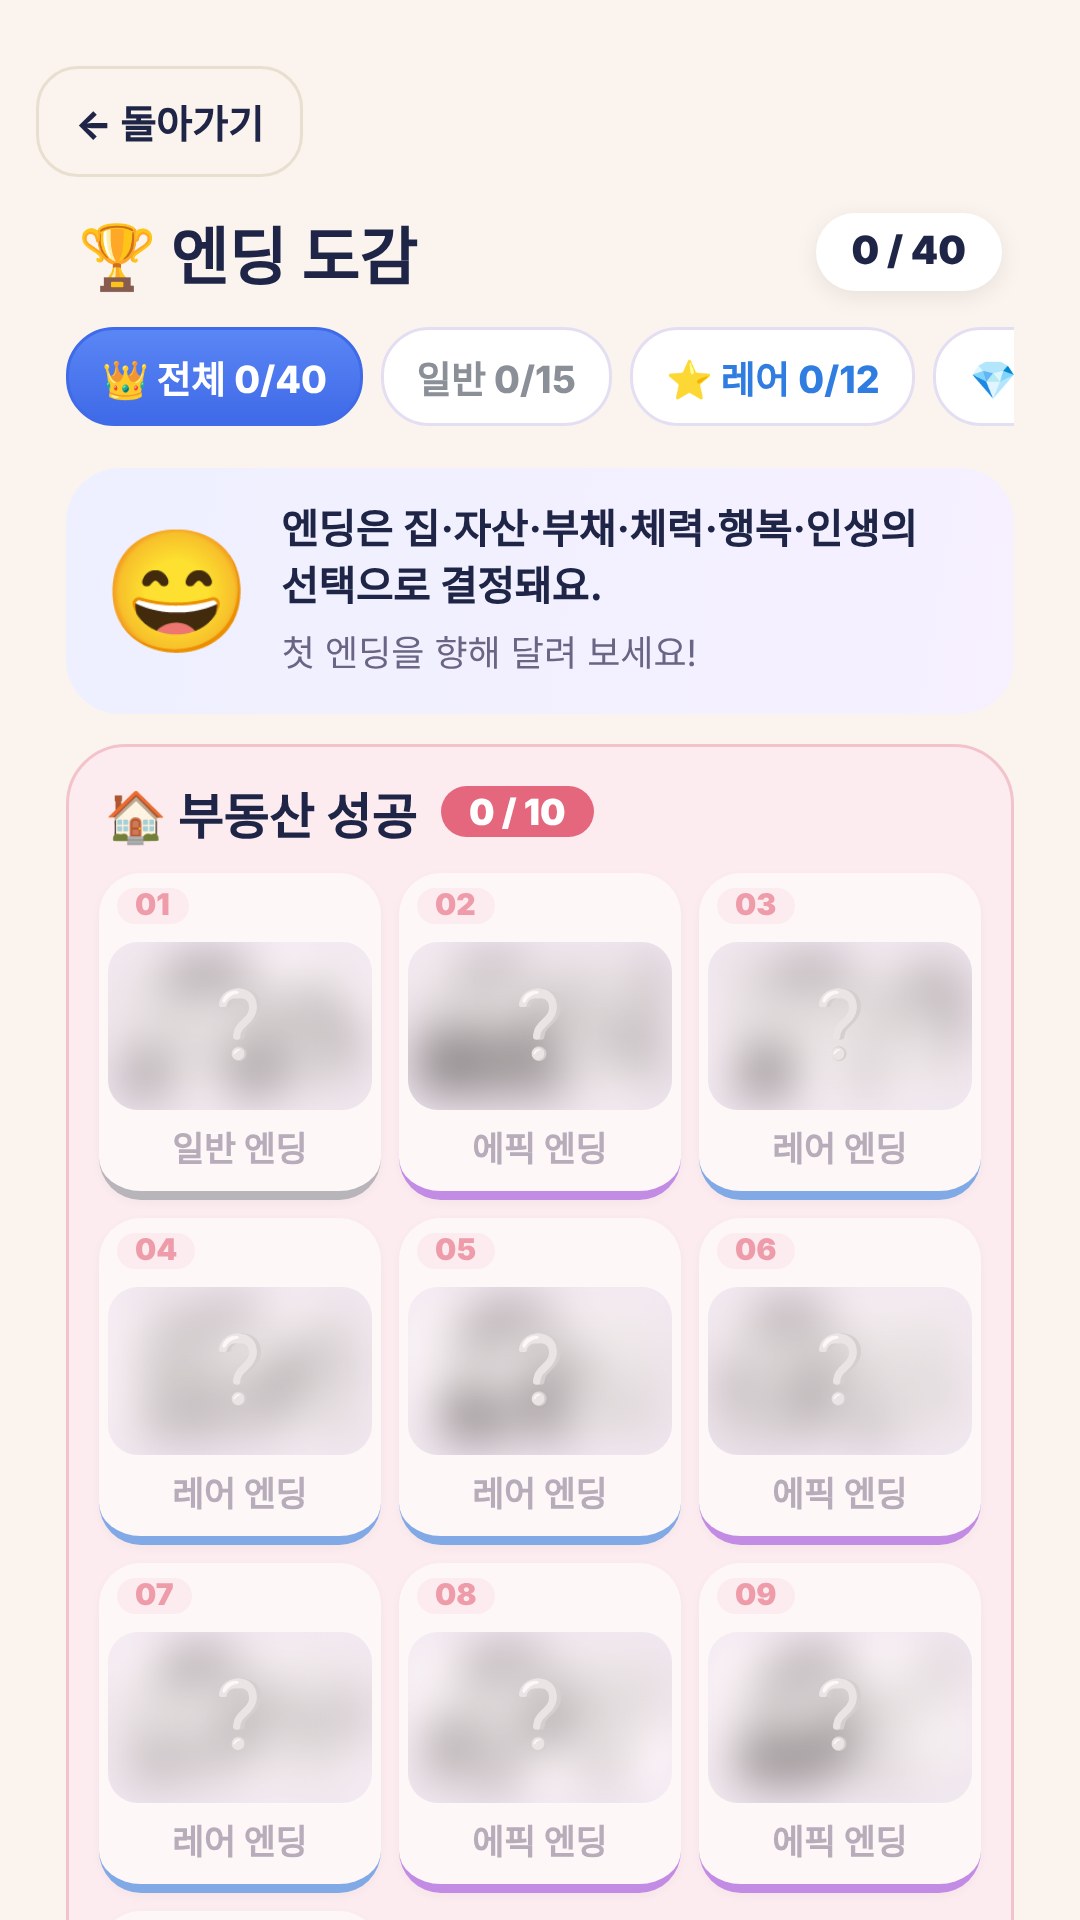 ← 돌아가기
🏆 엔딩 도감
0 / 40
👑 전체 0/40
일반 0/15
⭐ 레어 0/12
💎
엔딩은 집·자산·부채·체력·행복·인생의
선택으로 결정돼요.
첫 엔딩을 향해 달려 보세요!
🏠 부동산 성공 0 / 10
01
02
03
❔
❔
❔
일반 엔딩
에픽 엔딩
레어 엔딩
04
05
06
❔
❔
❔
레어 엔딩
레어 엔딩
에픽 엔딩
07
08
09
❔
❔
❔
레어 엔딩
에픽 엔딩
에픽 엔딩